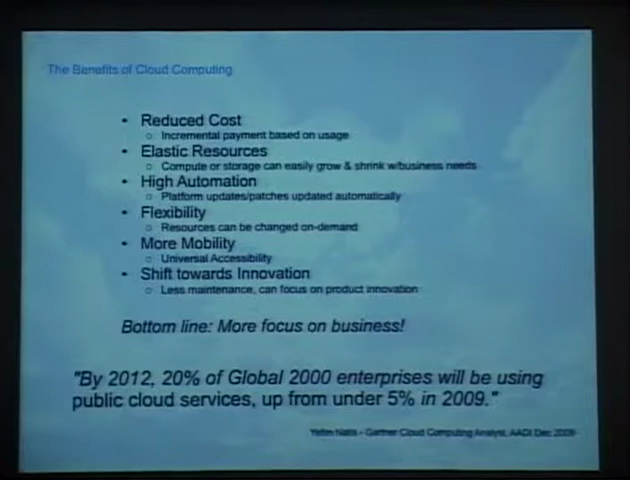 The Benefits of Cloud Computing
• Reduced Cost
o Incremental payment based on usage
• Elastic Resources
o Compute or storage can easily grow & shrink w/business needs
• High Automation
o Platform updates/patches updated automatically
• Flexibility
o Resources can be changed on-demand
• More Mobility
o Universal Accessibility
• Shift towards Innovation
o Less maintenance, can focus on product innovation
Bottom line: More focus on business!
"By 2012, 20% of Global 2000 enterprises will be using
public cloud services, up from under 5% in 2009."
Yefim Natis - Gartner Cloud Computing Analyst, AADI Dec 2009